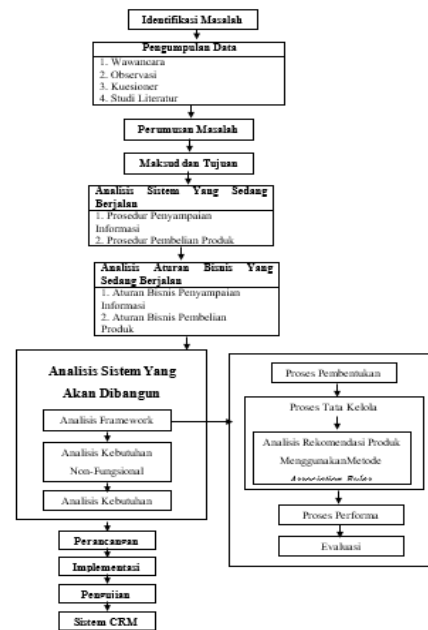 Identifikasi Masalah
Pengumpulan Data
1. Wawancara
2. Observasi
3. Kuesioner
4. Studi Literatur
Perumusan Masalah
Maksud dan Tujuan
Analisis Sistem Yang Sedang
Berjalan
1. Prosedur Penyampaian
Informasi
2. Prosedur Pembelian Produk
Analisis Aturan Bisnis Yang
Sedang Berjalan
1. Aturan Bisnis Penyampaian
Informasi
2. Aturan Bisnis Pembelian
Produk
Analisis Sistem Yang
Akan Dibangun
Analisis Framework
Analisis Kebutuhan
Non-Fungsional
Analisis Kebutuhan
Perancangan
Implementasi
Pengujian
Sistem CRM
Proses Pembentukan
Proses Tata Kelola
Analisis Rekomendasi Produk
MenggunakanMetode
Association Rules
Proses Performa
Evaluasi